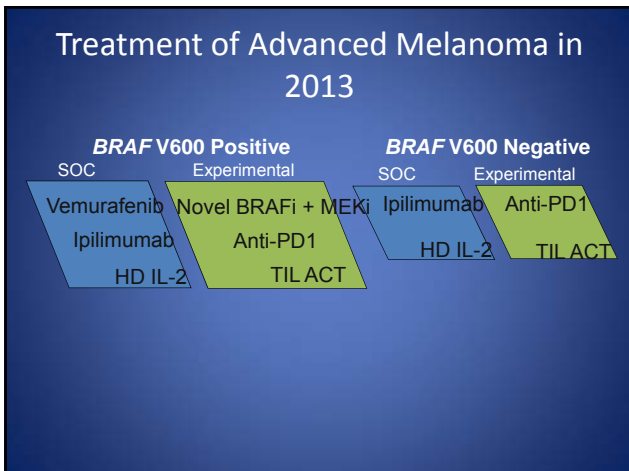 Treatment of Advanced Melanoma in
2013
BRAF V600 Positive
SOC
Experimental
Vemurafenib
Ipilimumab
HD IL-2
Novel BRAFi + MEKi
Anti-PD1
TIL ACT
BRAF V600 Negative
SOC
Experimental
Ipilimumab
HD IL-2
Anti-PD1
TIL ACT